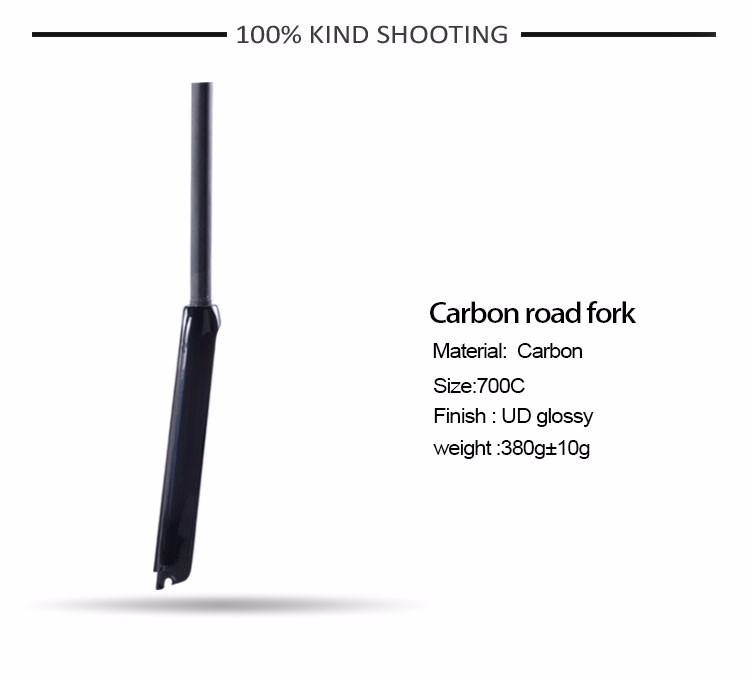 100% KIND SHOOTING
Carbon road fork
Material: Carbon
Size:700C
Finish : UD glossy
weight :380g±10g